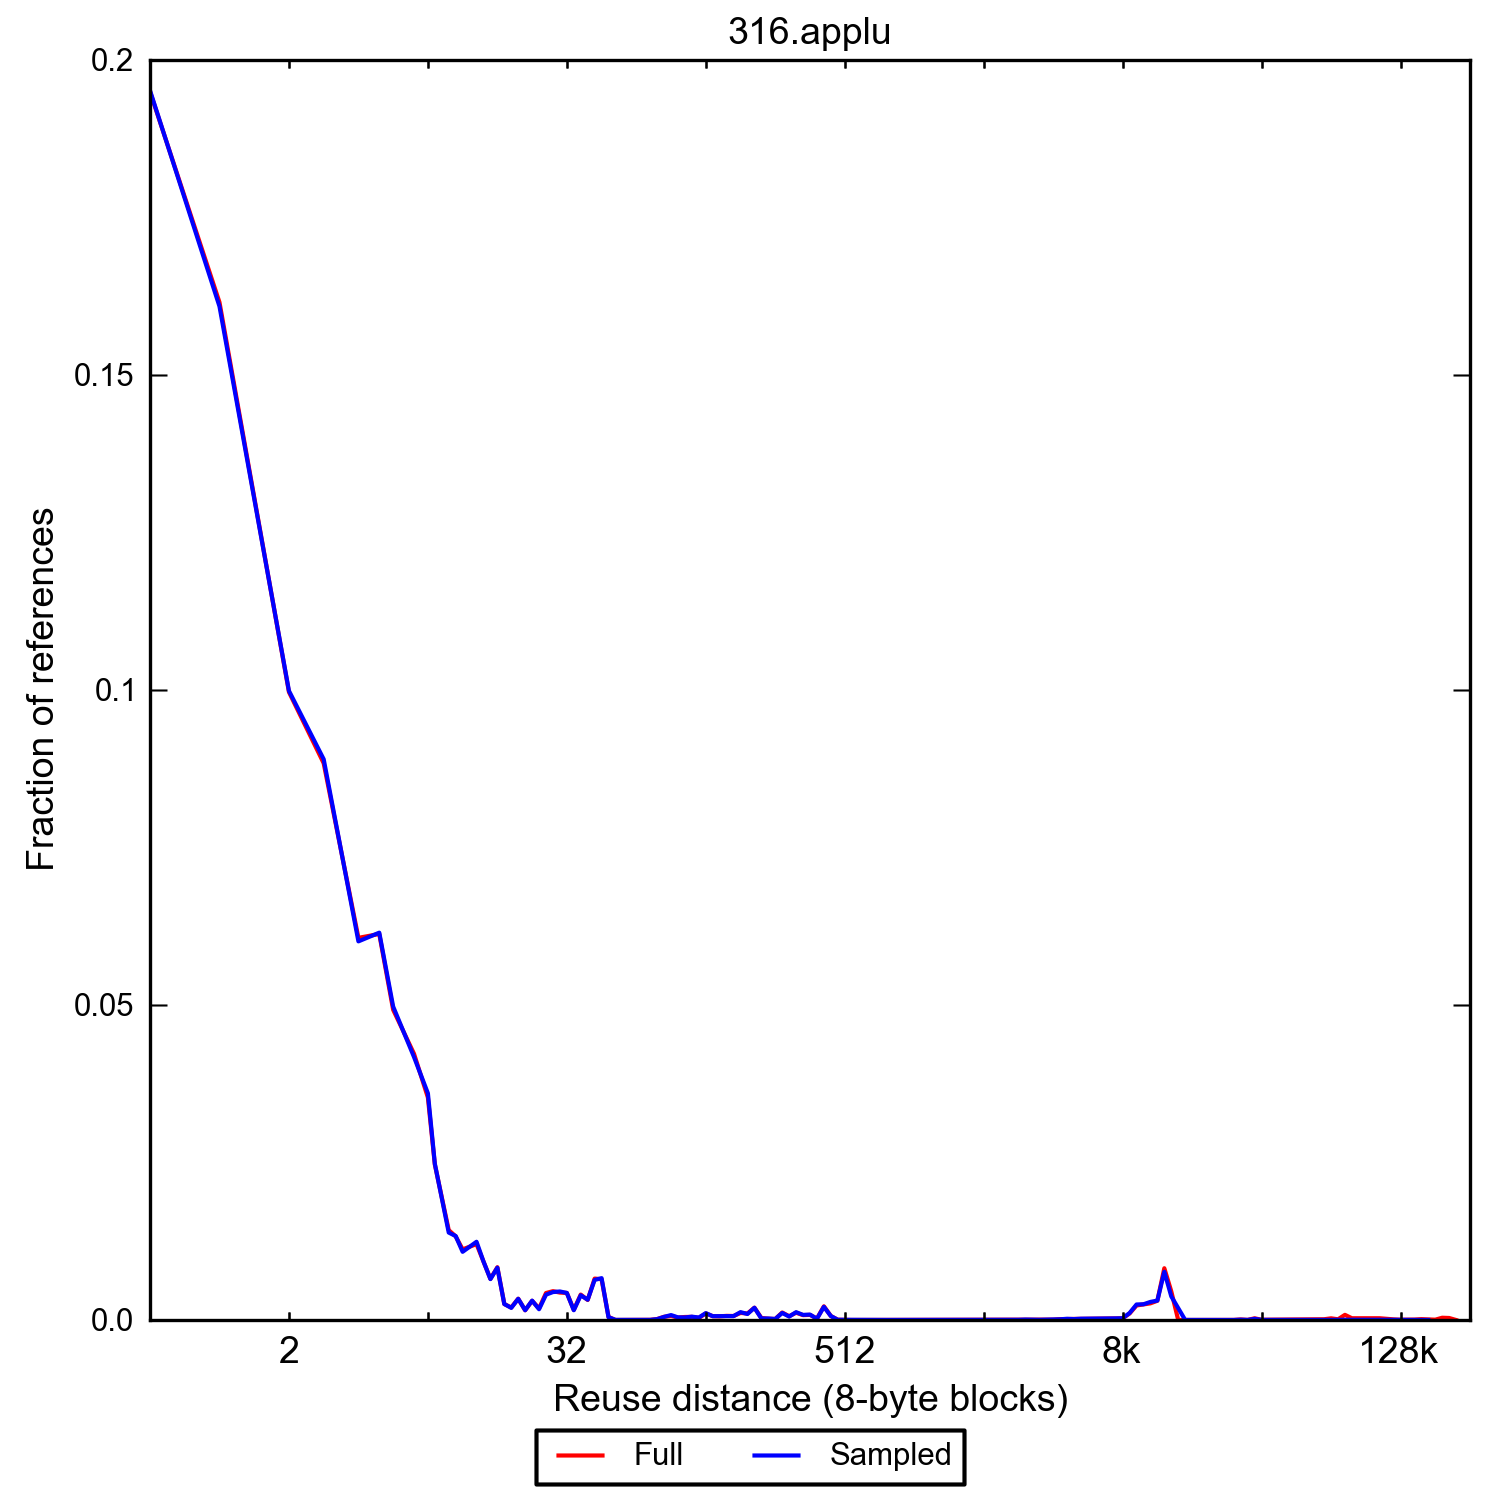 316.applu
0.2
0.15
0.1
0.05
0.0
Fraction of references
2 32 512 8k 128k
Reuse distance (8-byte blocks)
Full Sampled